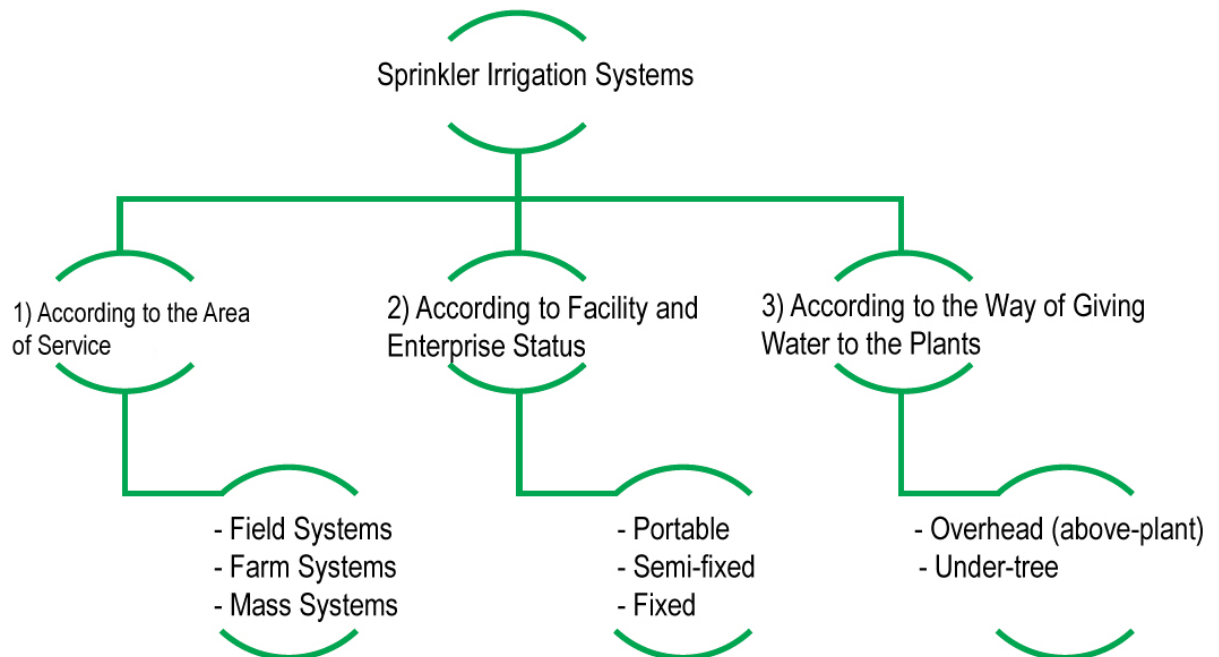 Sprinkler Irrigation Systems
1) According to the Area
of Service
2) According to Facility and
Enterprise Status
3) According to the Way of Giving
Water to the Plants
- Field Systems
- Farm Systems
- Mass Systems
- Portable
- Semi-fixed
- Fixed
- Overhead (above-plant)
- Under-tree